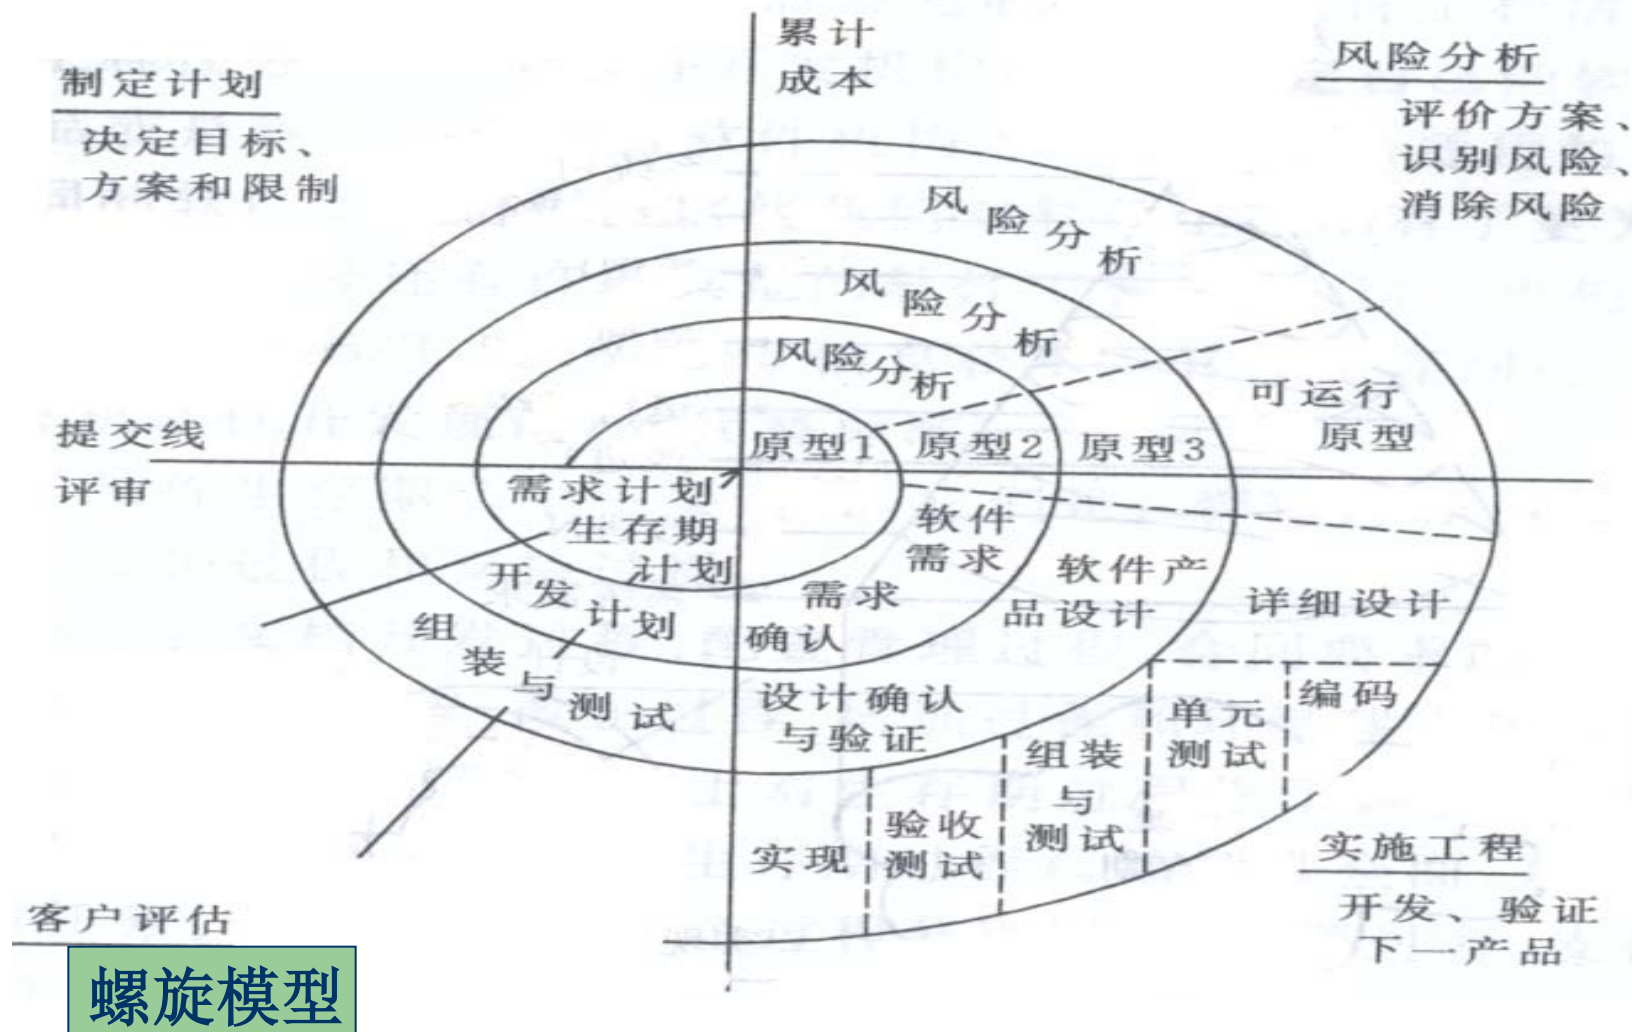 累计
成本
制定计划
决定目标、
方案和限制
风险分析
评价方案、
识别风险、
消除风险
风险分析
风险分析
风险分析
提交线
评审
原型1
原型2
原型3
可运行
原型
需求计划
生存期
计划
开发计划
组装与测试
软件
需求
需求
确认
软件产
品设计
设计确认
与验证
详细设计
编码
单元
测试
组装
与
测试
验收
测试
实现
实施工程
开发、验证
下一产品
客户评估
螺旋模型